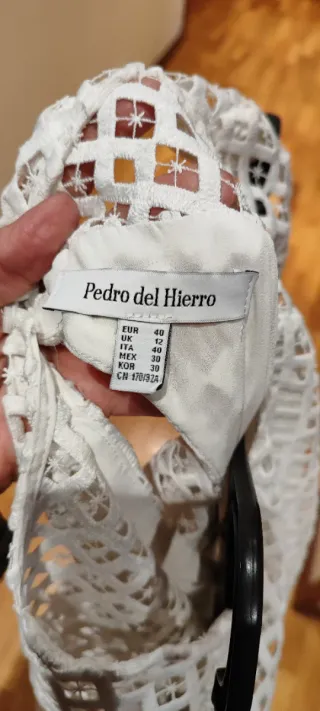 Pedro del Hierro
EUR 40
UK 12
ITA 40
MEX 30
KOR 30
CN 170/92A